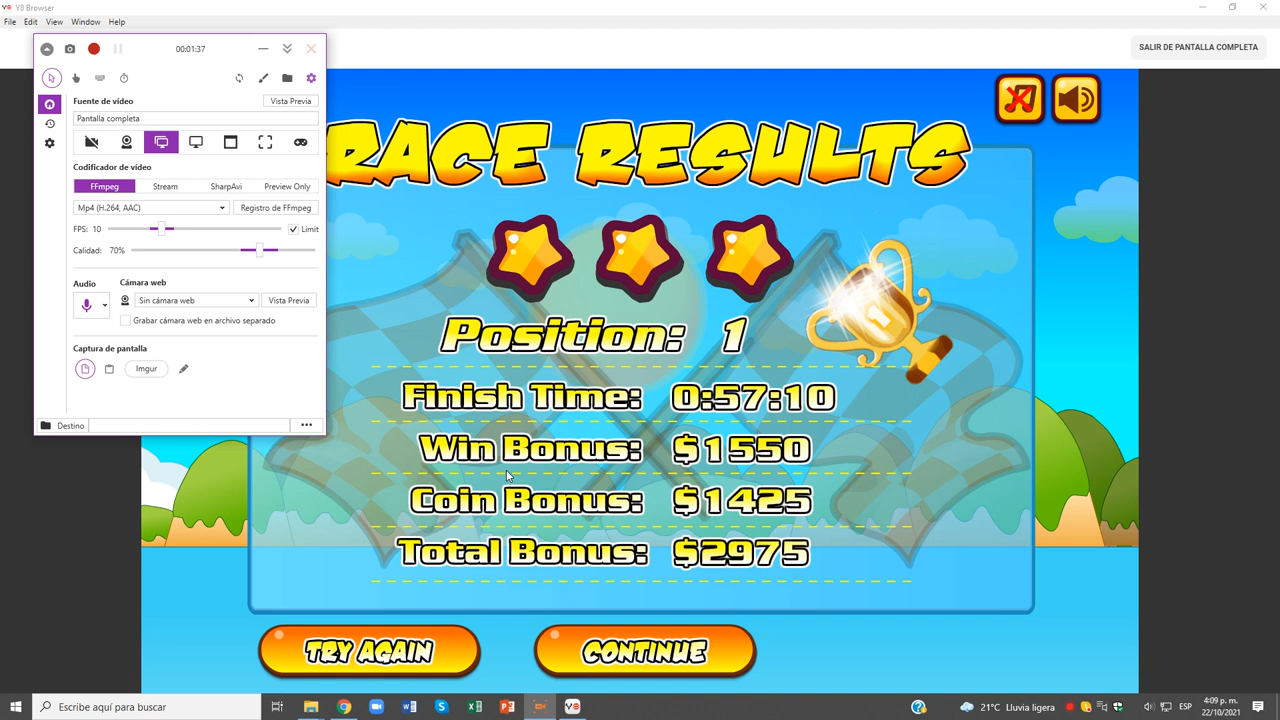 Y8 Browser
File Edit View Window Help
SALIR DE PANTALLA COMPLETA
00:01:37
Fuente de vídeo
Vista Previa
Pantalla completa
Codificador de vídeo
FFmpeg Stream SharpAvi Preview Only
Mp4 (H.264, AAC) Registro de FFmpeg
FPS: 10 Limit
Calidad: 70%
Audio
Cámara web
Sin cámara web Vista Previa
Grabar cámara web en archivo separado
Captura de pantalla
Imgur
Destino
RACE RESULTS
Position: 1
1
Finish Time: 0:57:10
Win Bonus: $1550
Coin Bonus: $1425
Total Bonus: $2975
TRY AGAIN CONTINUE
Escribe aquí para buscar
21°C Lluvia ligera
ESP
4:09 p. m.
22/10/2021